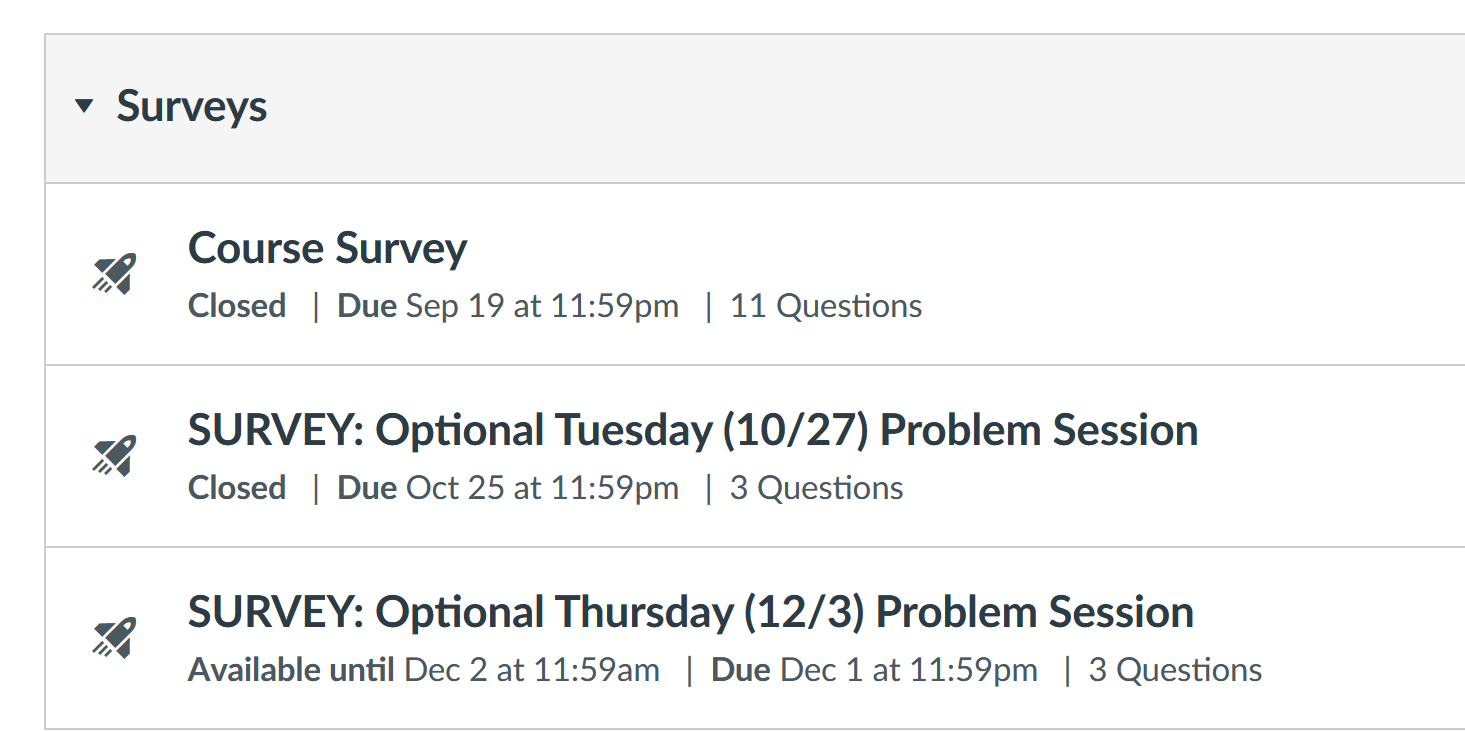 Surveys
Course Survey
Closed | Due Sep 19 at 11:59pm | 11 Questions
SURVEY: Optional Tuesday (10/27) Problem Session
Closed | Due Oct 25 at 11:59pm | 3 Questions
SURVEY: Optional Thursday (12/3) Problem Session
Available until Dec 2 at 11:59am | Due Dec 1 at 11:59pm | 3 Questions